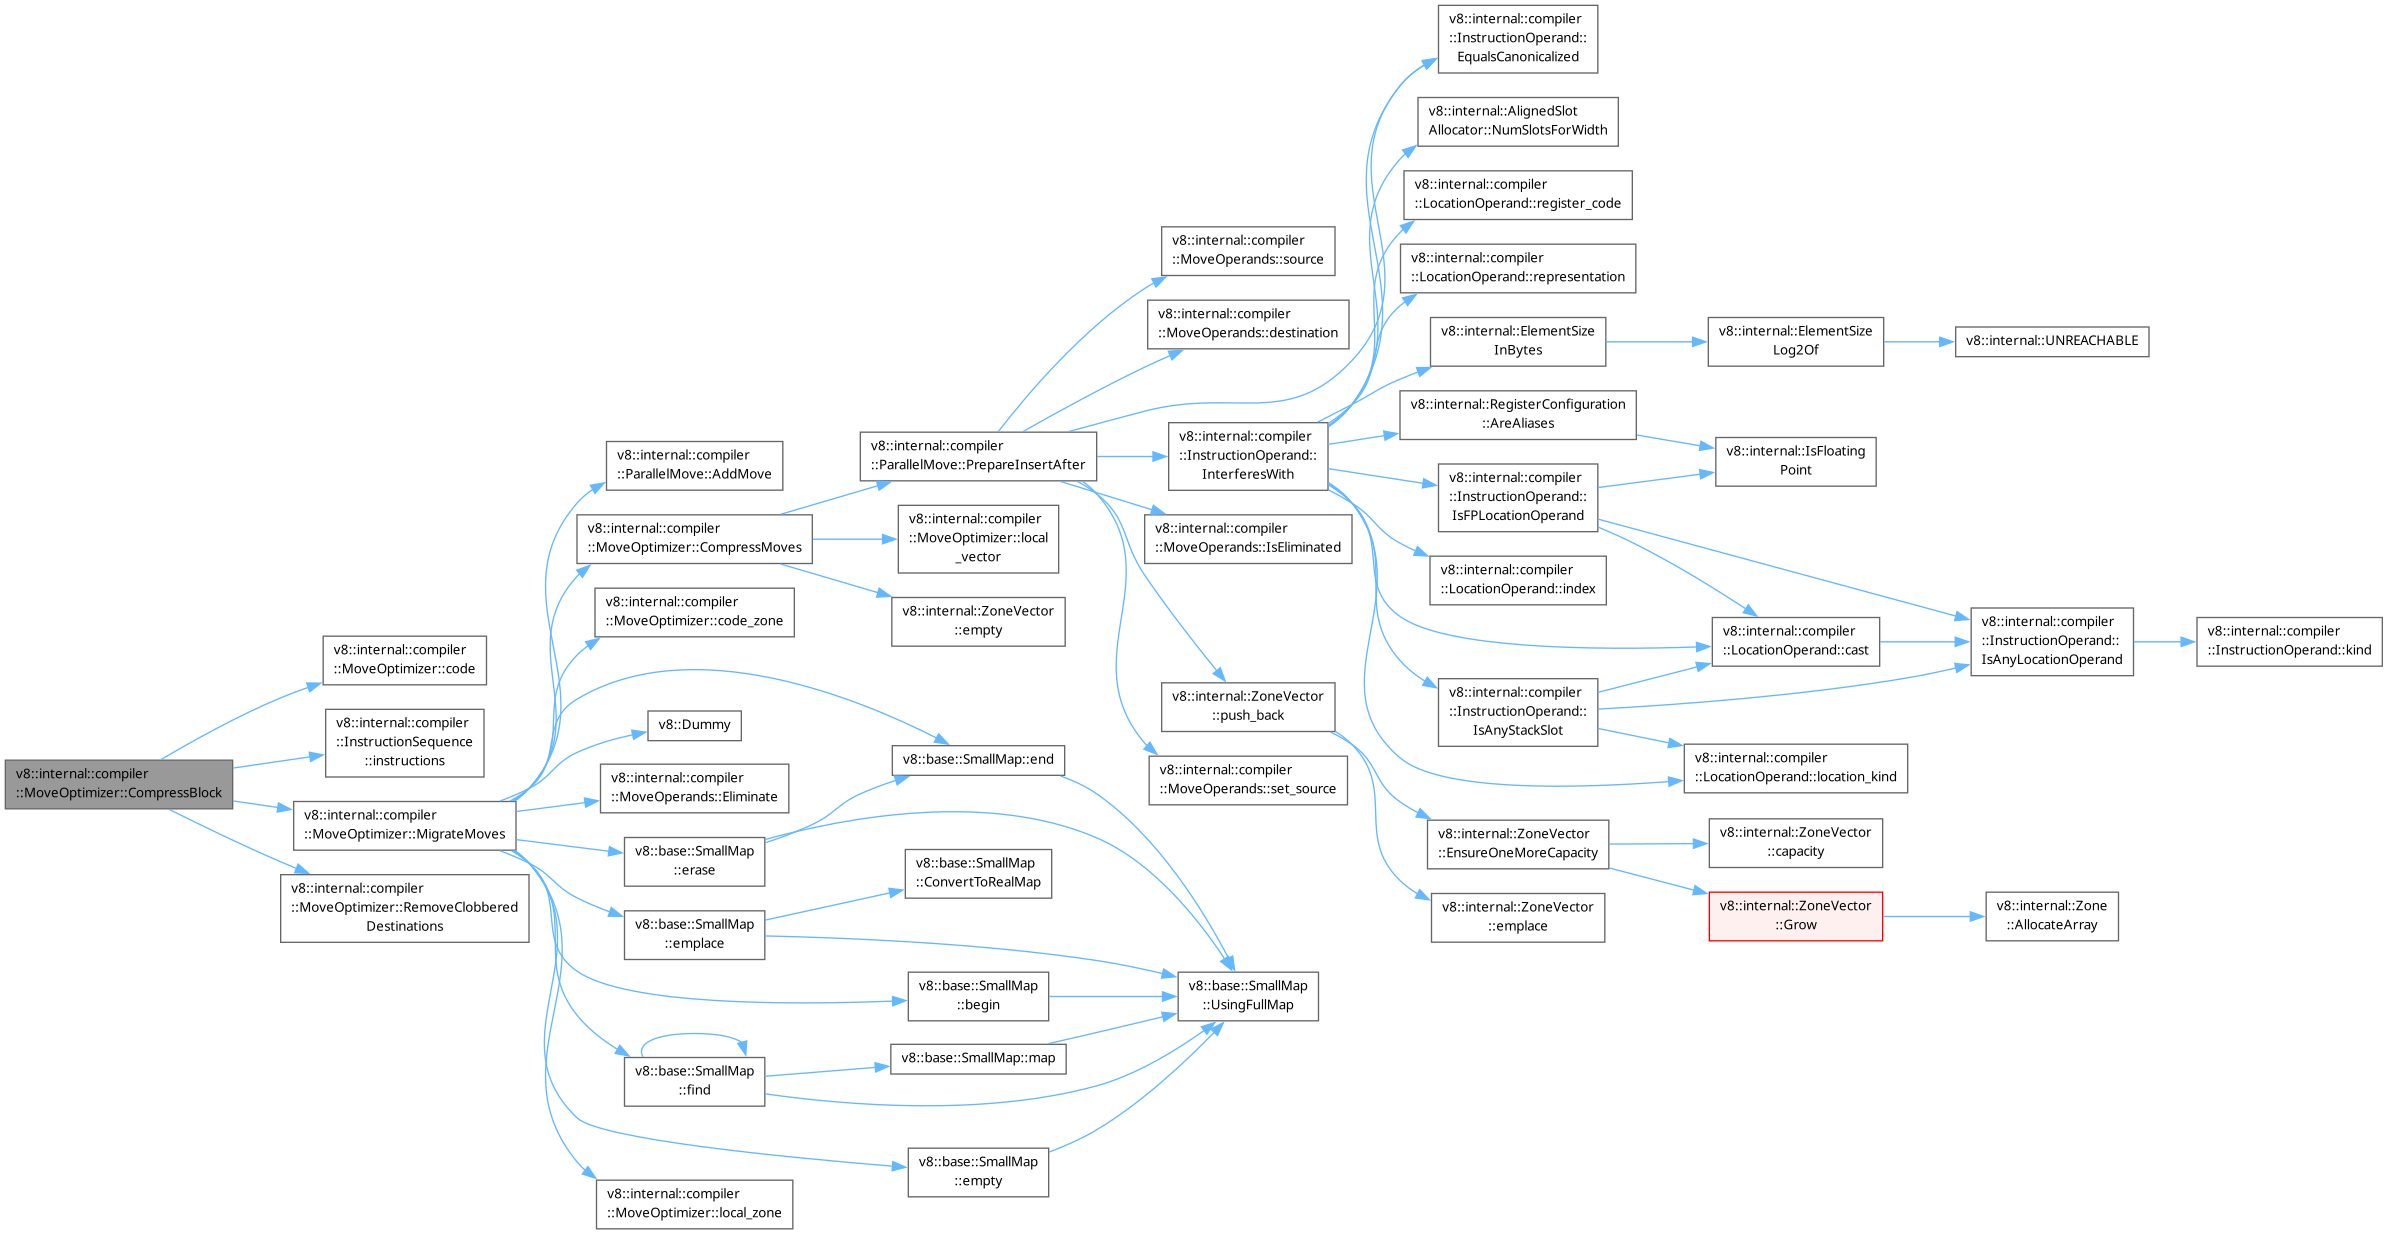 v8::internal::compiler
::MoveOptimizer::CompressBlock
v8::internal::compiler
::MoveOptimizer::code
v8::internal::compiler
::InstructionSequence
::instructions
v8::internal::compiler
::MoveOptimizer::MigrateMoves
v8::internal::compiler
::MoveOptimizer::RemoveClobbered
Destinations
v8::internal::compiler
::ParallelMove::AddMove
v8::internal::compiler
::MoveOptimizer::CompressMoves
v8::internal::compiler
::MoveOptimizer::code_zone
v8::Dummy
v8::internal::compiler
::MoveOperands::Eliminate
v8::base::SmallMap
::erase
v8::base::SmallMap
::emplace
v8::base::SmallMap
::find
v8::internal::compiler
::MoveOptimizer::local_zone
v8::internal::compiler
::ParallelMove::PrepareInsertAfter
v8::internal::compiler
::MoveOptimizer::local
_vector
v8::internal::ZoneVector
::empty
v8::base::SmallMap::end
v8::base::SmallMap
::ConvertToRealMap
v8::base::SmallMap
::begin
v8::base::SmallMap::map
v8::base::SmallMap
::empty
v8::internal::compiler
::MoveOperands::source
v8::internal::compiler
::MoveOperands::destination
v8::internal::compiler
::InstructionOperand::
InterferesWith
v8::internal::compiler
::MoveOperands::IsEliminated
v8::internal::ZoneVector
::push_back
v8::internal::compiler
::MoveOperands::set_source
v8::base::SmallMap
::UsingFullMap
v8::internal::compiler
::InstructionOperand::
EqualsCanonicalized
v8::internal::AlignedSlot
Allocator::NumSlotsForWidth
v8::internal::compiler
::LocationOperand::register_code
v8::internal::compiler
::LocationOperand::representation
v8::internal::ElementSize
InBytes
v8::internal::RegisterConfiguration
::AreAliases
v8::internal::compiler
::InstructionOperand::
IsFPLocationOperand
v8::internal::compiler
::LocationOperand::index
v8::internal::compiler
::InstructionOperand::
IsAnyStackSlot
v8::internal::ZoneVector
::EnsureOneMoreCapacity
v8::internal::ZoneVector
::emplace
v8::internal::ElementSize
Log2Of
v8::internal::IsFloating
Point
v8::internal::compiler
::LocationOperand::cast
v8::internal::compiler
::LocationOperand::location_kind
v8::internal::ZoneVector
::capacity
v8::internal::ZoneVector
::Grow
v8::internal::UNREACHABLE
v8::internal::compiler
::InstructionOperand::
IsAnyLocationOperand
v8::internal::Zone
::AllocateArray
v8::internal::compiler
::InstructionOperand::kind